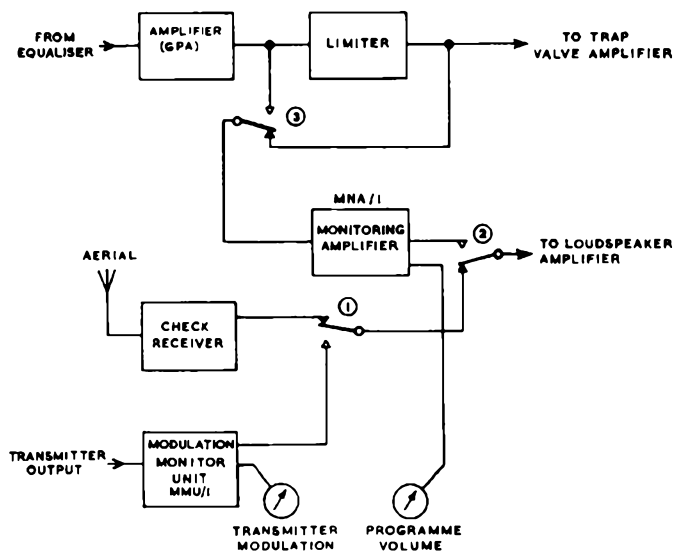 FROM
EQUALISER
AMPLIFIER
(GPA)
LIMITER
TO TRAP
VALVE AMPLIFIER
3
MNA/1
MONITORING
AMPLIFIER
2
TO LOUDSPEAKER
AMPLIFIER
AERIAL
CHECK
RECEIVER
1
TRANSMITTER
OUTPUT
MODULATION
MONITOR
UNIT
MMU/1
TRANSMITTER
MODULATION
PROGRAMME
VOLUME